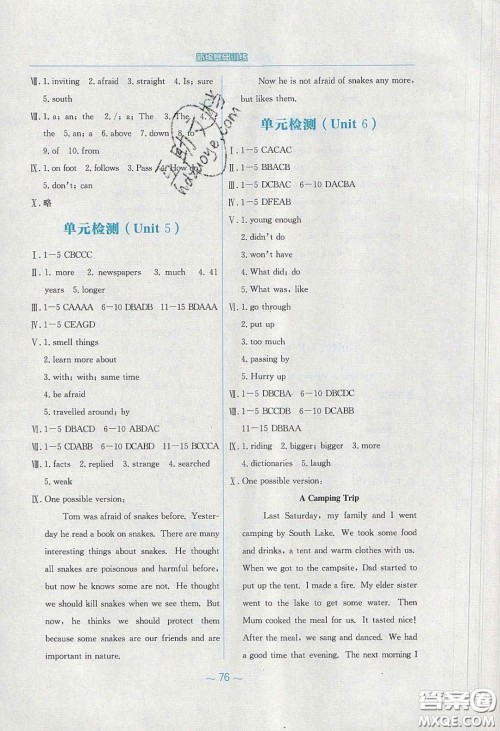 新编基础训练
Ⅶ. 1. inviting 2. afraid 3. straight 4. Is; sure
5. south
Ⅷ. 1. a; an; the 2. /; a; The 3. The 4. the
5. the 6. a; an 7. down 8. to
9. of 10. from
Ⅸ. 1. on foot 2. follows 3. Pass
5. don't; can
Ⅹ. 略
单元检测(Unit 5)
Ⅰ. 1—5 CBCCC
Ⅱ. 1. more 2. newspapers 3. much 4. 41
years 5. longer
Ⅲ. 1—5 CAAAA 6—10 DBADB 11—15 BDAAA
Ⅳ. 1—5 CEAGD
Ⅴ. 1. smell things
2. learn more about
3. with; with; same time
4. be afraid
5. travelled around; by
Ⅵ. 1—5 DBACD 6—10 ABDAC
Ⅶ. 1—5 CDABB 6—10 DCABB 11—15 BCCCA
Ⅷ. 1. facts 2. replied 3. strange 4. searched
5. weak
Ⅸ. One possible version:
Tom was afraid of snakes before. Yester-
day he read a book on snakes. There are many
interesting things about snakes. He thought
all snakes are poisonous and harmful before,
but now he knows some are not. He thought
we should kill snakes when we see them. But
now, he thinks we should protect them
because some snakes are our friends and are
important in nature.
Now he is not afraid of snakes any more,
but likes them.
单元检测(Unit 6)
Ⅰ. 1—5 CACAC
Ⅱ. 1—5 BBACB
Ⅲ. 1—5 DCBAC 6—10 DACBA
Ⅳ. 1—5 DFEAB
Ⅴ. 1. young enough
2. didn't do
3. won't have
4. What did; do
5. What will; do
Ⅵ. 1. go through
2. put up
3. too much
4. passing by
5. Hurry up
Ⅶ. 1—5 DBBCA 6—10 DBCDC
Ⅷ. 1—5 BCCDB 6—10 DCABB
11—15 DBBAA
Ⅸ. 1. riding 2. bigger; bigger 3. more
4. dictionaries 5. laugh
Ⅹ. One possible version:
A Camping Trip
Last Saturday, my family and I went
camping by South Lake. We took some food
and drinks, a tent and warm clothes with us.
When we got to the campsite, Dad started to
put up the tent. I helped him. My elder sister
went to the lake to get some water. Then
Mum cooked the meal for us. It tasted so
nice! After the meal, we sang and danced. We had
a good time that evening. The next morning I
~ 76 ~
答案圈
MXQE.COM